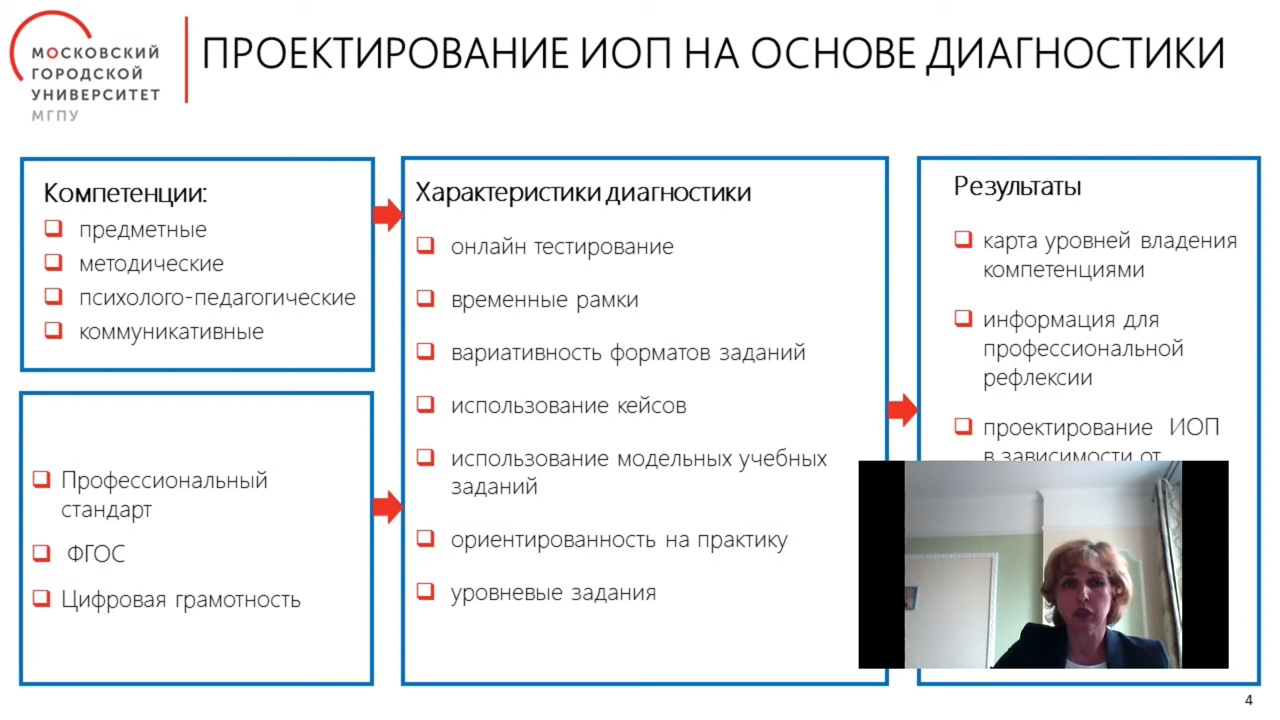 МОСКОВСКИЙ
ГОРОДСКОЙ
УНИВЕРСИТЕТ
МГПУ
ПРОЕКТИРОВАНИЕ ИОП НА ОСНОВЕ ДИАГНОСТИКИ
Компетенции:
предметные
методические
психолого-педагогические
коммуникативные
Профессиональный
стандарт
ФГОС
Цифровая грамотность
Характеристики диагностики
онлайн тестирование
временные рамки
вариативность форматов заданий
использование кейсов
использование модельных учебных
заданий
ориентированность на практику
уровневые задания
Результаты
карта уровней владения
компетенциями
информация для
профессиональной
рефлексии
проектирование ИОП
в зависимости от
4